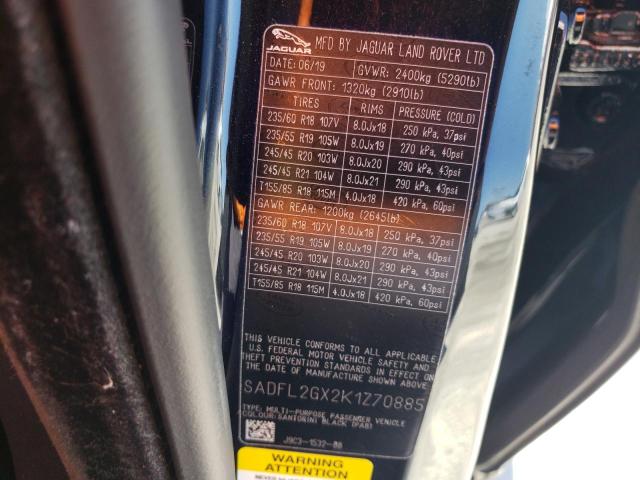 JAGUAR MFD BY JAGUAR LAND ROVER LTD
DATE: 06/19 GVWR: 2400kg (5290lb)
GAWR FRONT: 1320kg (2910lb)
TIRES RIMS PRESSURE (COLD)
235/60 R18 107V 8.0Jx18 250 kPa, 37psi
235/55 R19 105W 8.0Jx19 270 kPa, 40psi
245/45 R20 103W 8.0Jx20 290 kPa, 43psi
245/45 R21 104W 8.0Jx21 290 kPa, 43psi
T155/85 R18 115M 4.0Jx18 420 kPa, 60psi
GAWR REAR: 1200kg (2645lb)
235/60 R18 107V 8.0Jx18 250 kPa, 37psi
235/55 R19 105W 8.0Jx19 270 kPa, 40psi
245/45 R20 103W 8.0Jx20 290 kPa, 43psi
245/45 R21 104W 8.0Jx21 290 kPa, 43psi
T155/85 R18 115M 4.0Jx18 420 kPa, 60psi
THIS VEHICLE CONFORMS TO ALL APPLICABLE
U.S. FEDERAL MOTOR VEHICLE SAFETY AND
THEFT PREVENTION STANDARDS IN EFFECT ON THE
DATE OF MANUFACTURE SHOWN ABOVE.
SADFL2GX2K1Z70885
TYPE: MULTI-PURPOSE PASSENGER VEHICLE
COLOUR: SANTORINI BLACK (PAB)
J9C3-1532-BB
WARNING
ATTENTION